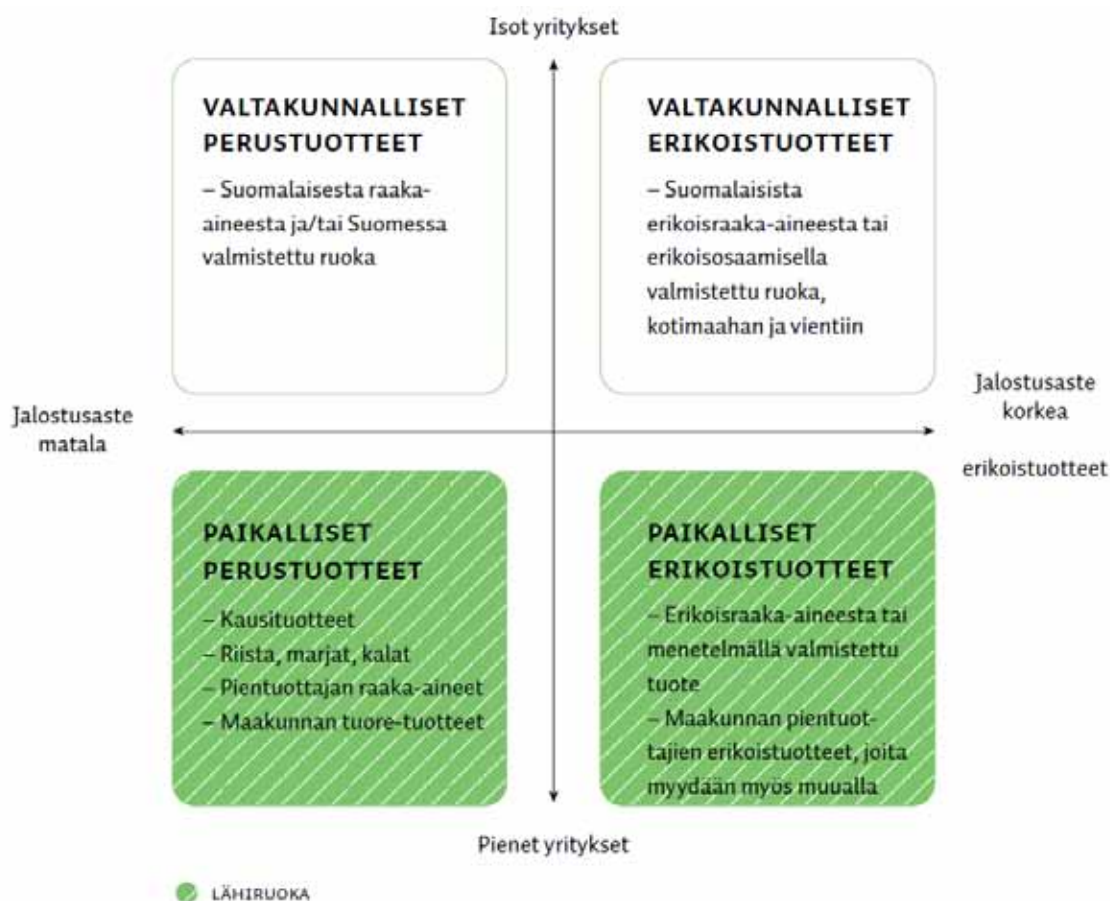 Isot yritykset
VALTAKUNNALLISET
PERUSTUOTTEET
– Suomalaisesta raaka-
aineesta ja/tai Suomessa
valmistettu ruoka
VALTAKUNNALLISET
ERIKOISTUOTTEET
– Suomalaisista
erikoisraaka-aineesta tai
erikoisosaamisella
valmistettu ruoka,
kotimaahan ja vientiin
Jalostusaste
matala
Jalostusaste
korkea
erikoistuotteet
PAIKALLISET
PERUSTUOTTEET
– Kausituotteet
– Riista, marjat, kalat
– Pientuottajan raaka-aineet
– Maakunnan tuore-tuotteet
PAIKALLISET
ERIKOISTUOTTEET
– Erikoisraaka-aineesta tai
menetelmällä valmistettu
tuote
– Maakunnan pientuot-
tajien erikoistuotteet, joita
myydään myös muualla
Pienet yritykset
LÄHIRUOKA